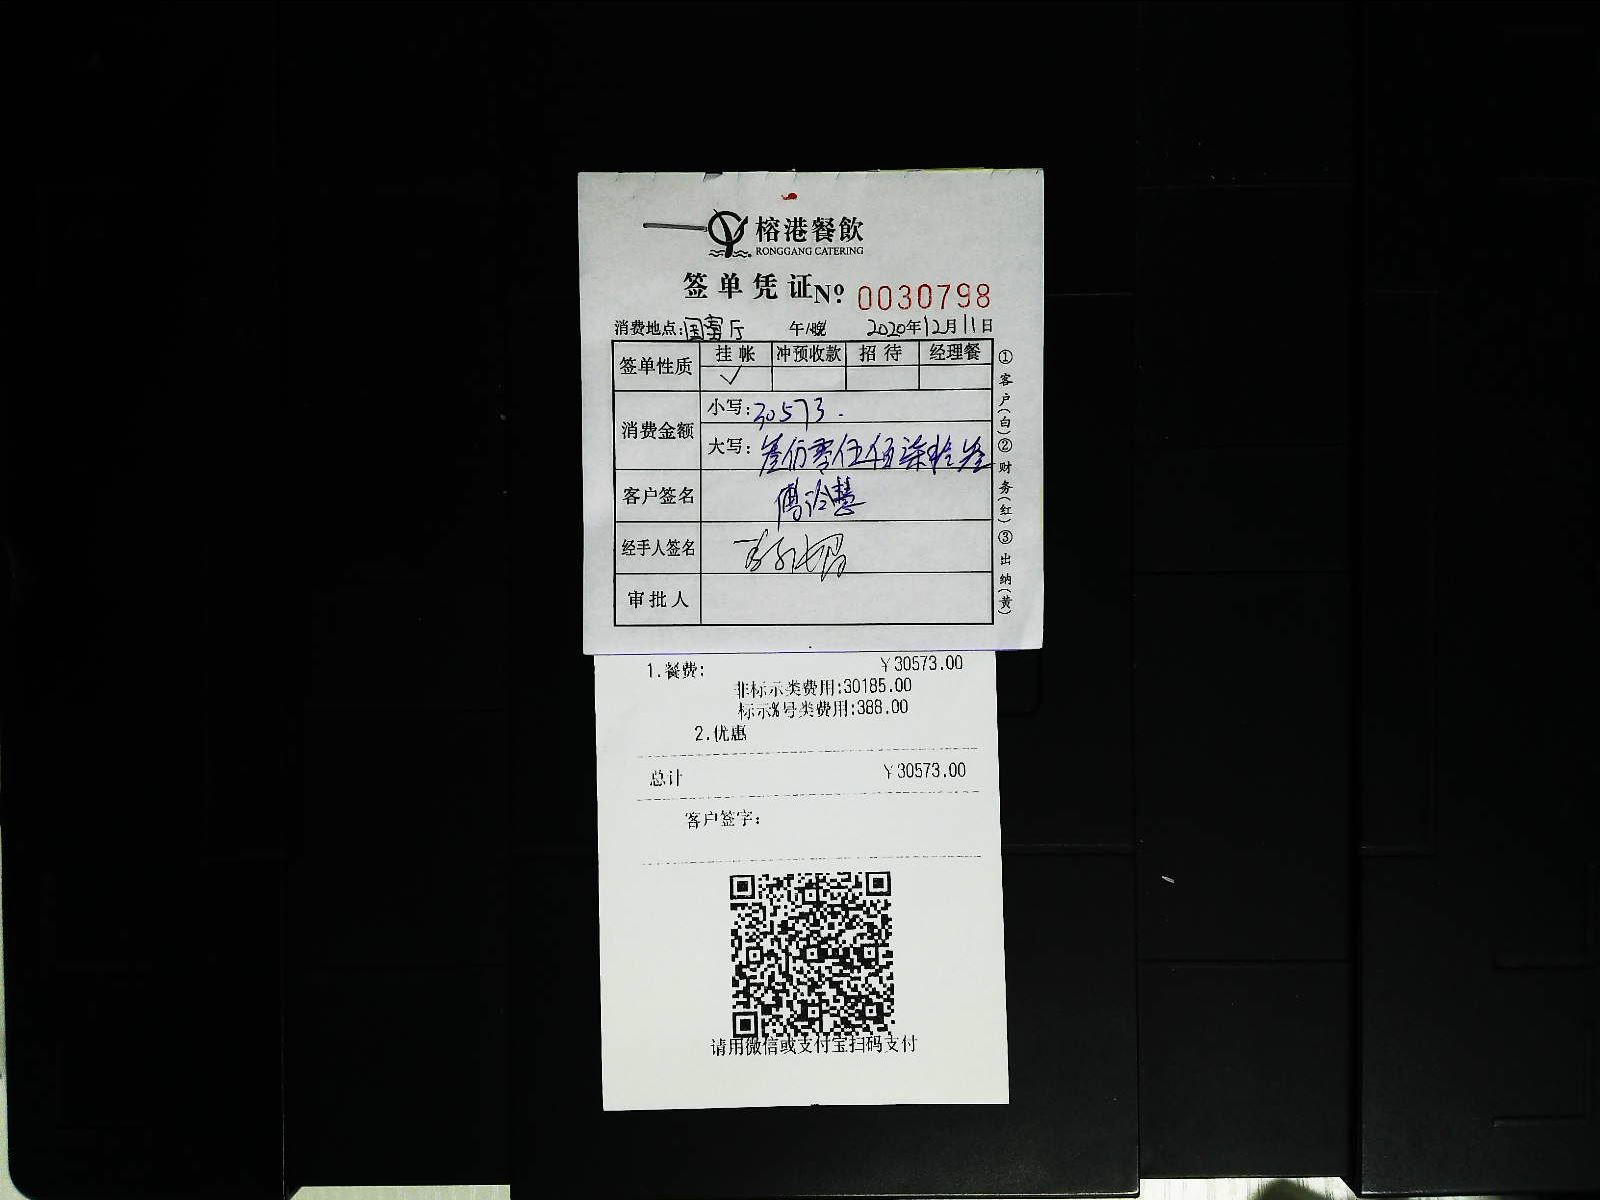 榕港餐飲
RONGGANG CATERING
签单凭证 Nº 0030798
消费地点:国富厅 午/晚 2020年12月11日
签单性质 挂帐 冲预收款 招待 经理餐
✓
消费金额 小写:30573.
大写:叁仟零伍佰柒拾叁
客户签名
经手人签名
审批人
①客户(白)②财务(红)③出纳(黄)
1.餐费: ¥30573.00
非标示类费用:30185.00
标示%号类费用:388.00
2.优惠
总计 ¥30573.00
客户签字:
请用微信或支付宝扫码支付